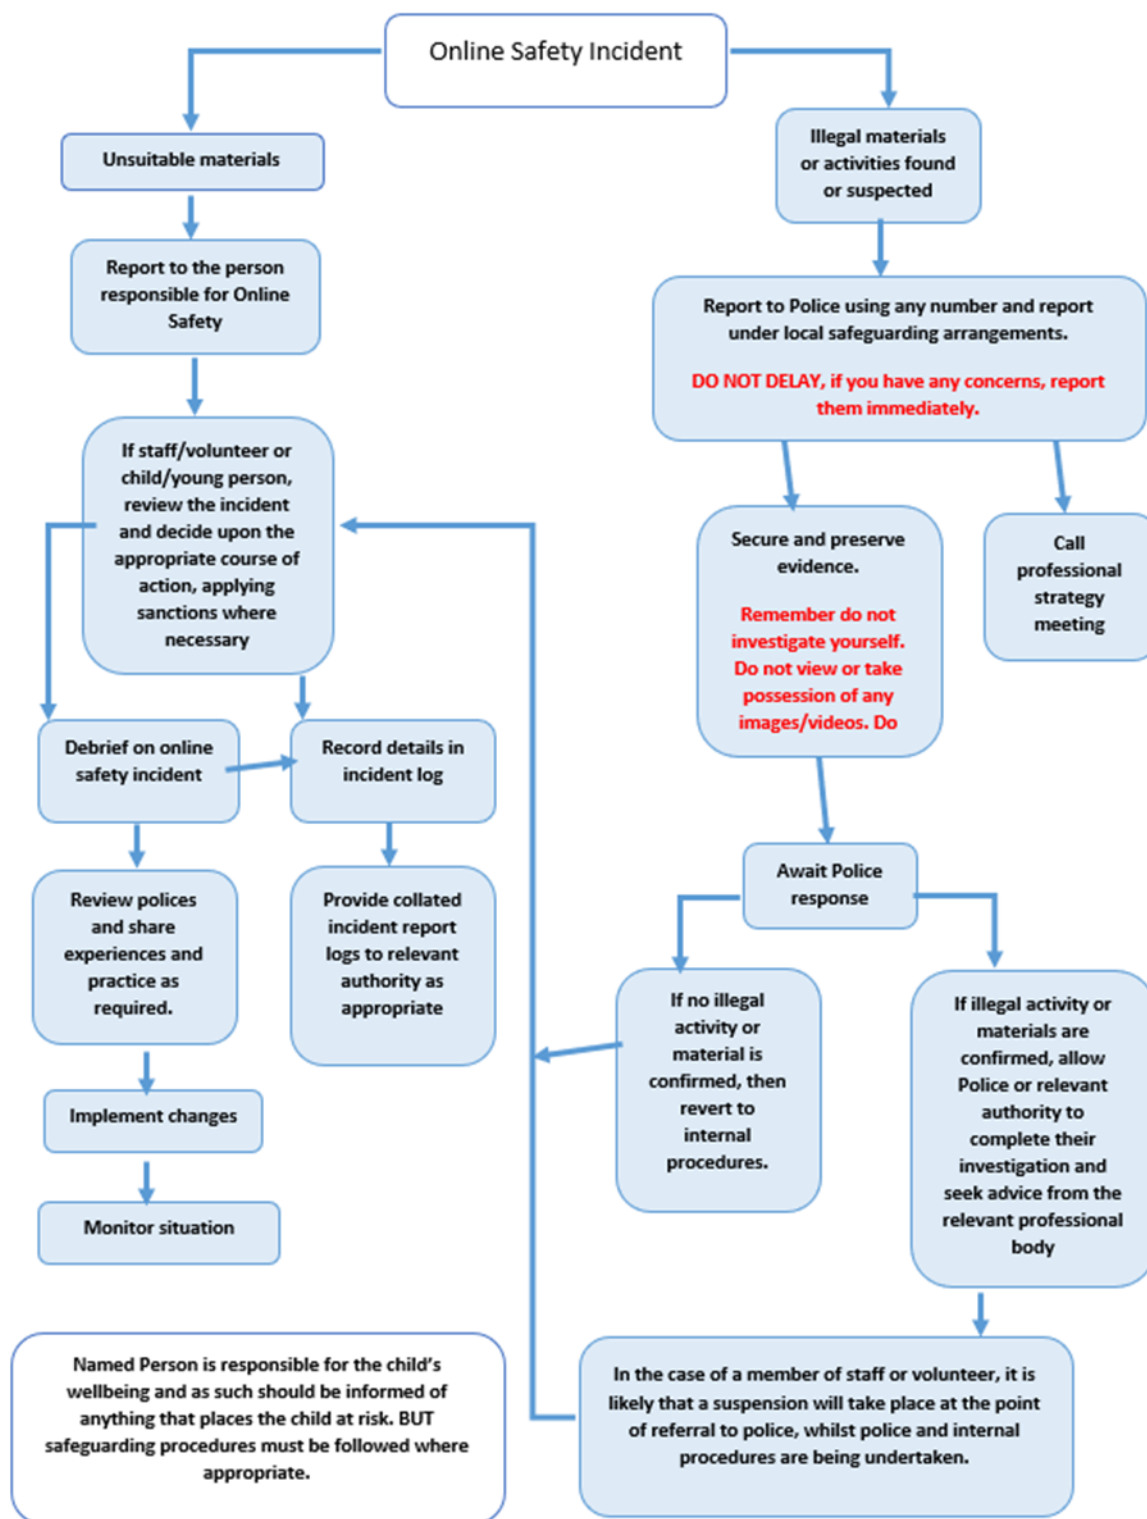 Online Safety Incident
Unsuitable materials
Report to the person
responsible for Online
Safety
If staff/volunteer or
child/young person,
review the incident
and decide upon the
appropriate course of
action, applying
sanctions where
necessary
Debrief on online
safety incident
Record details in
incident log
Review polices
and share
experiences and
practice as
required.
Provide collated
incident report
logs to relevant
authority as
appropriate
Implement changes
Monitor situation
Illegal materials
or activities found
or suspected
Report to Police using any number and report
under local safeguarding arrangements.
DO NOT DELAY, if you have any concerns, report
them immediately.
Secure and preserve
evidence.
Remember do not
investigate yourself.
Do not view or take
possession of any
images/videos. Do
Call
professional
strategy
meeting
Await Police
response
If no illegal
activity or
material is
confirmed, then
revert to
internal
procedures.
If illegal activity or
materials are
confirmed, allow
Police or relevant
authority to
complete their
investigation and
seek advice from the
relevant professional
body
In the case of a member of staff or volunteer, it is
likely that a suspension will take place at the point
of referral to police, whilst police and internal
procedures are being undertaken.
Named Person is responsible for the child's
wellbeing and as such should be informed of
anything that places the child at risk. BUT
safeguarding procedures must be followed where
appropriate.